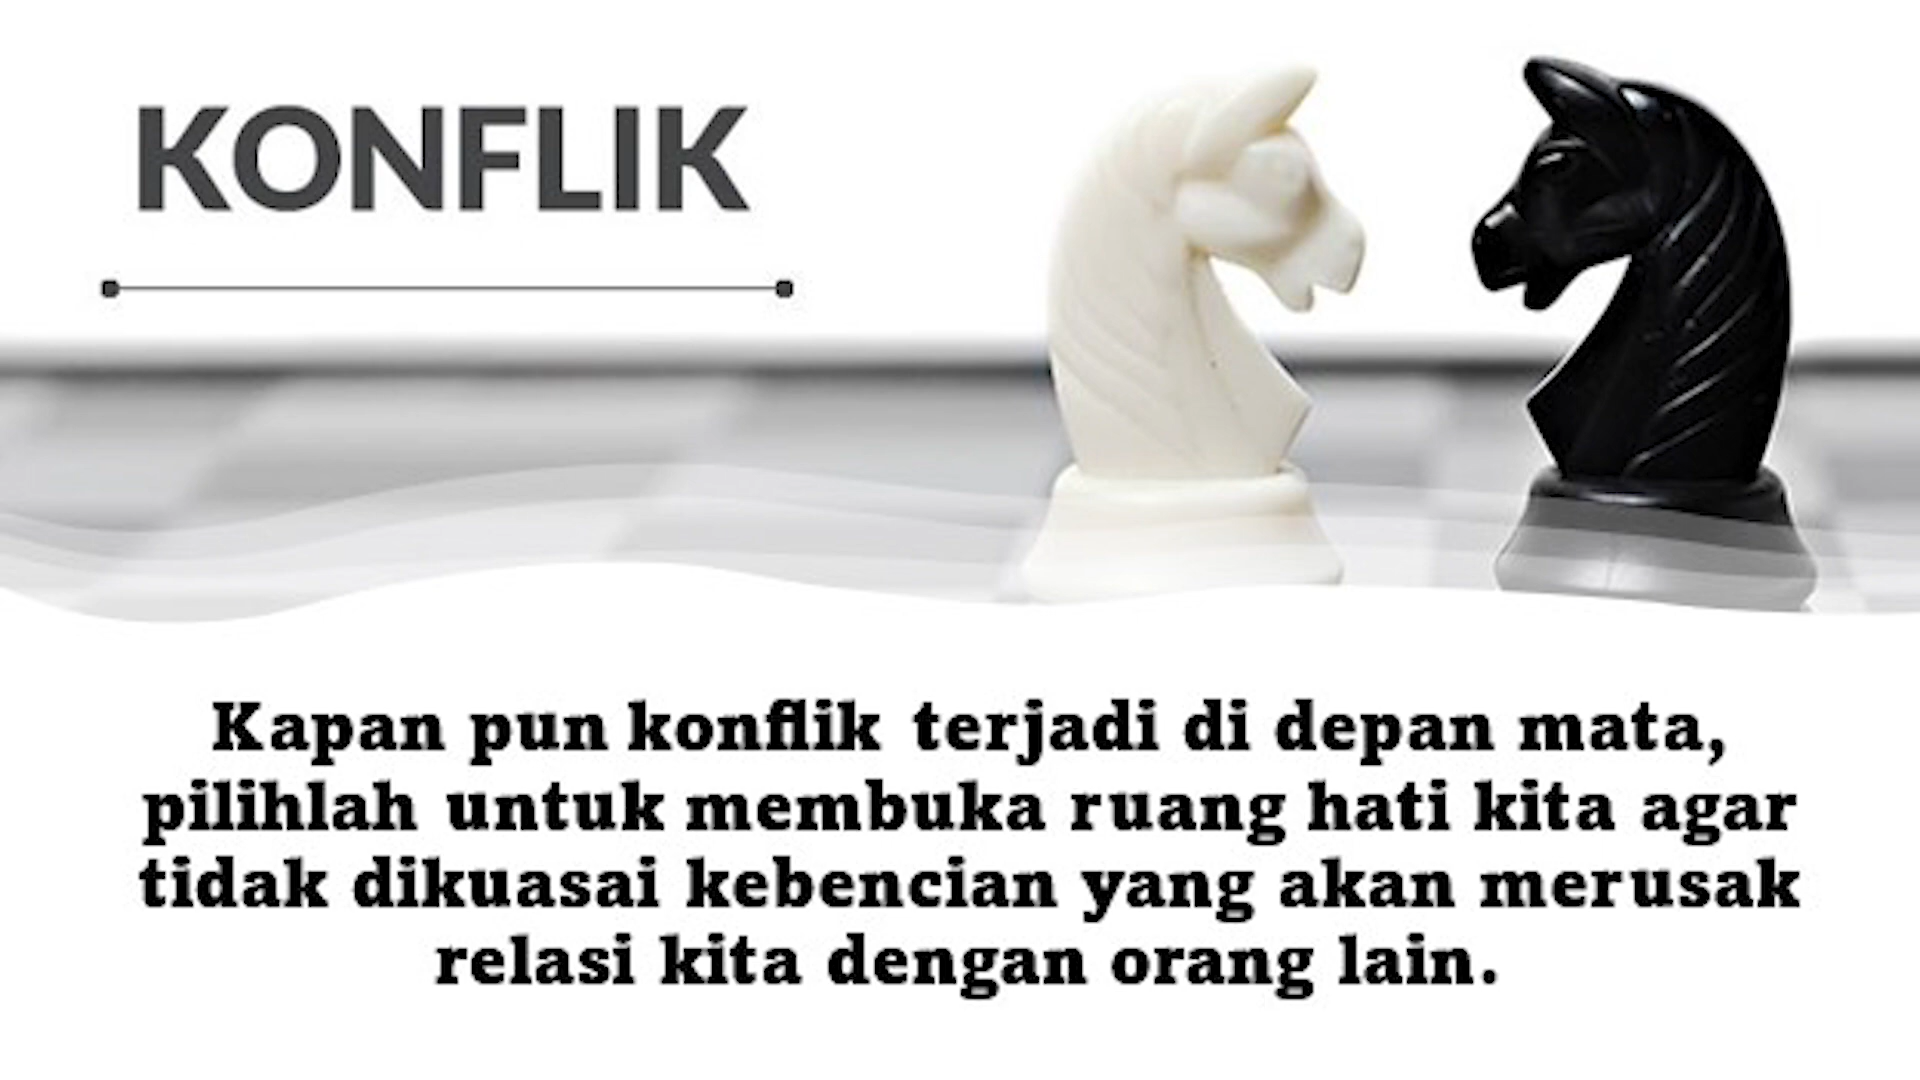 KONFLIK
Kapan pun konflik terjadi di depan mata,
pilihlah untuk membuka ruang hati kita agar
tidak dikuasai kebencian yang akan merusak
relasi kita dengan orang lain.